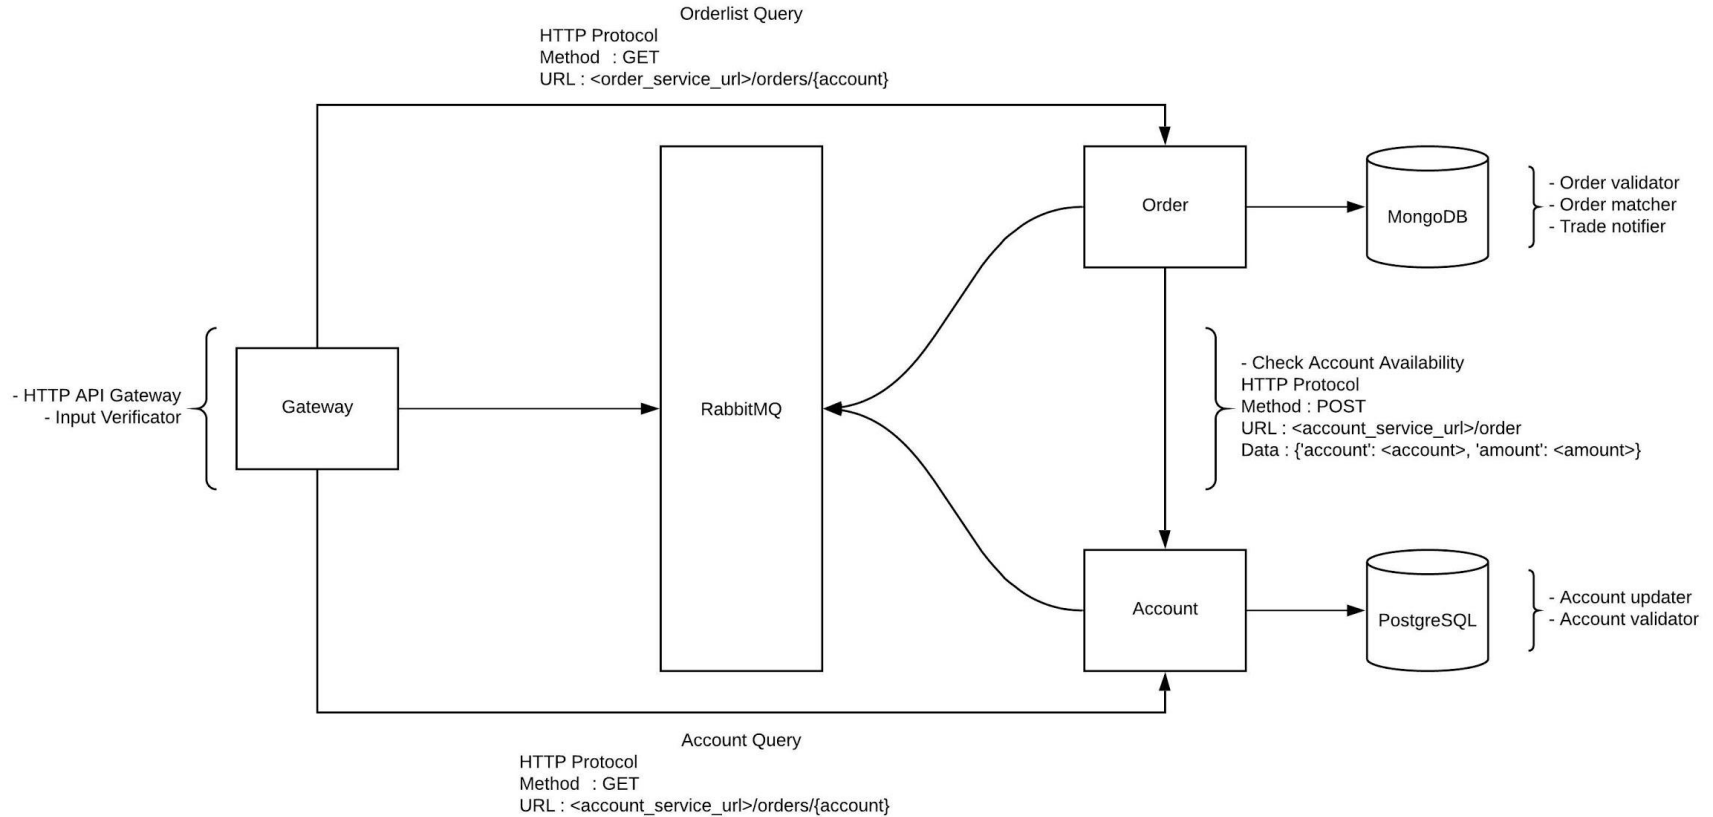 Orderlist Query
HTTP Protocol
Method : GET
URL : <order_service_url>/orders/{account}
Order
MongoDB
- Order validator
- Order matcher
- Trade notifier
- HTTP API Gateway
- Input Verificator
Gateway
RabbitMQ
- Check Account Availability
HTTP Protocol
Method : POST
URL : <account_service_url>/order
Data : {'account': <account>, 'amount': <amount>}
Account
PostgreSQL
- Account updater
- Account validator
Account Query
HTTP Protocol
Method : GET
URL : <account_service_url>/orders/{account}